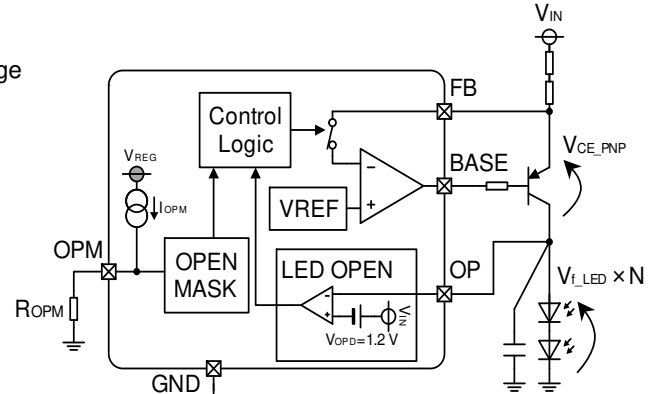 ge
VIN
FB
Control
Logic
VCE_PNP
VREG
BASE
IOPM
VREF
OPM
OPEN
MASK
LED OPEN
OP
Vf_LED × N
ROPM
-
+
-
+
VIN
VOPD=1.2 V
GND